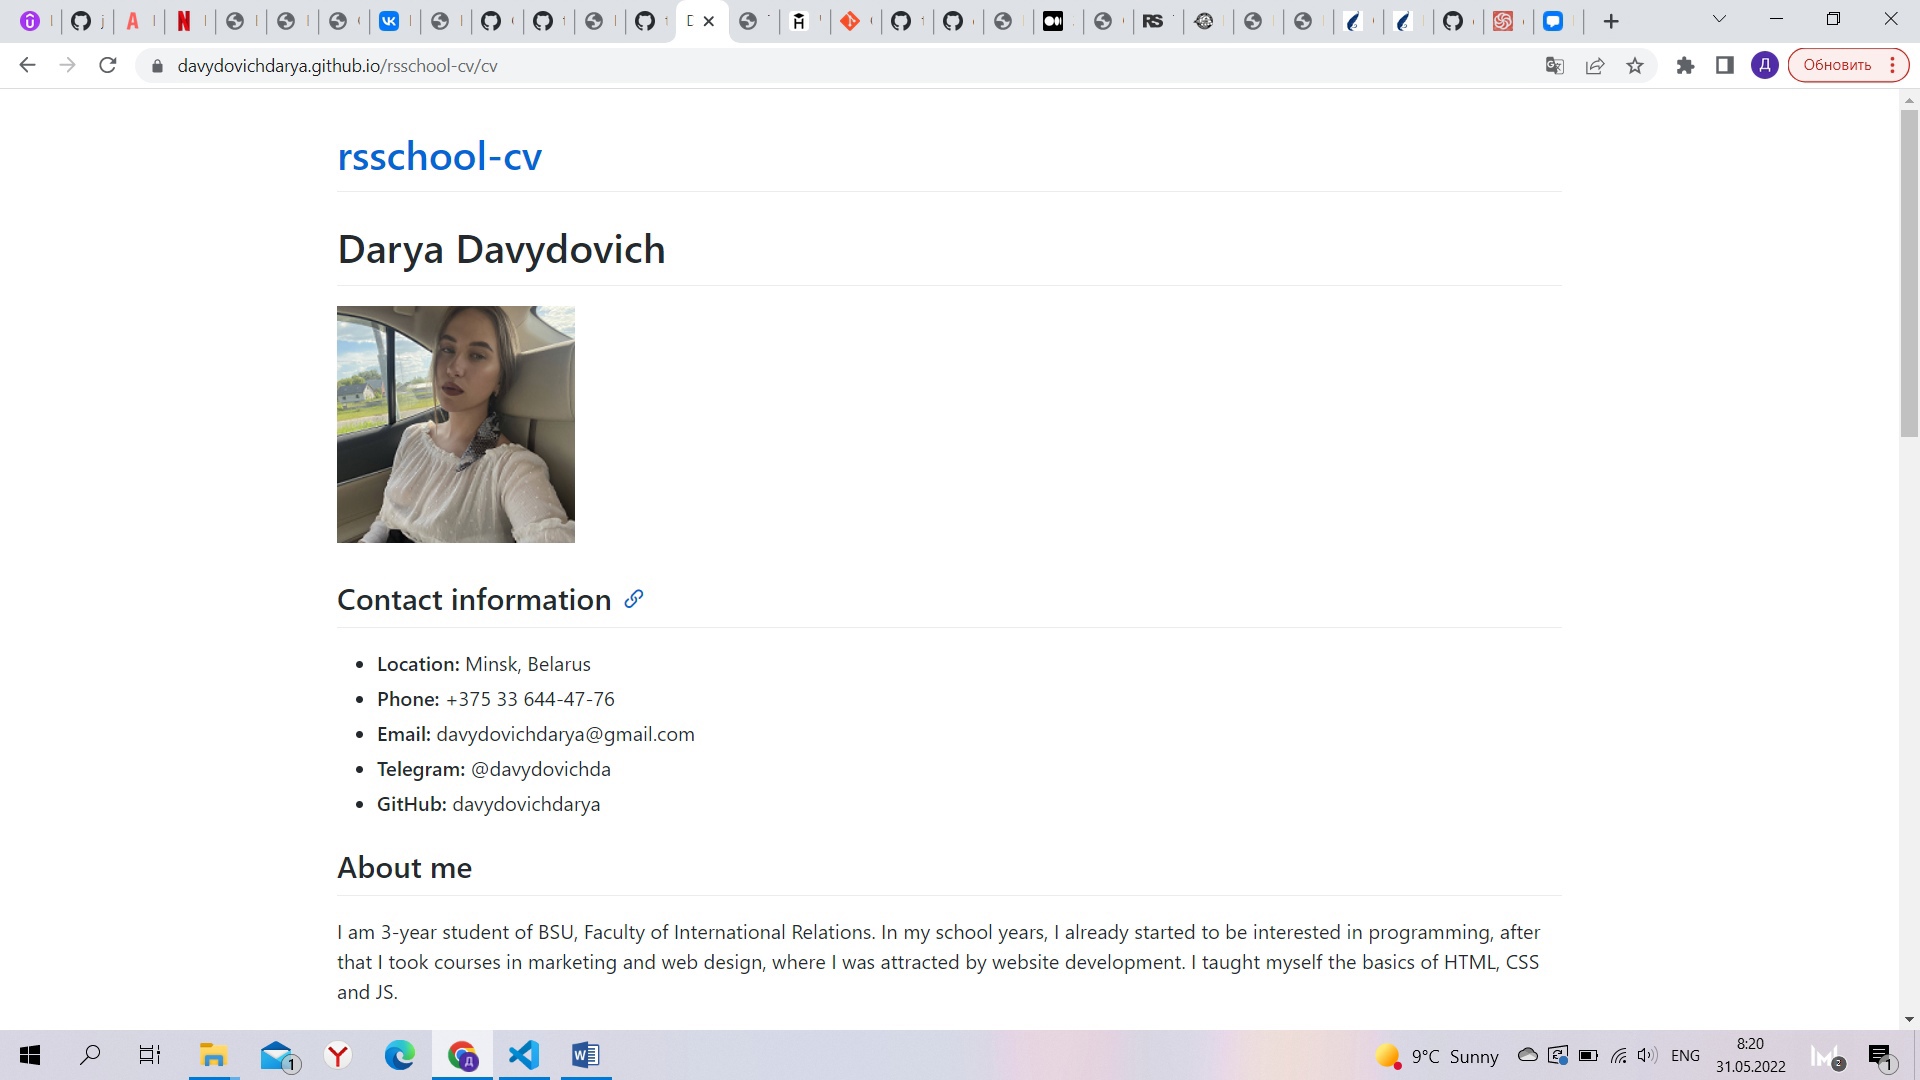 davydovichdarya.github.io/rsschool-cv/cv
Обновить
rsschool-cv
Darya Davydovich
Contact information
Location: Minsk, Belarus
Phone: +375 33 644-47-76
Email: davydovichdarya@gmail.com
Telegram: @davydovichda
GitHub: davydovichdarya
About me
I am 3-year student of BSU, Faculty of International Relations. In my school years, I already started to be interested in programming, after
that I took courses in marketing and web design, where I was attracted by website development. I taught myself the basics of HTML, CSS
and JS.
9°C Sunny
ENG
8:20
31.05.2022